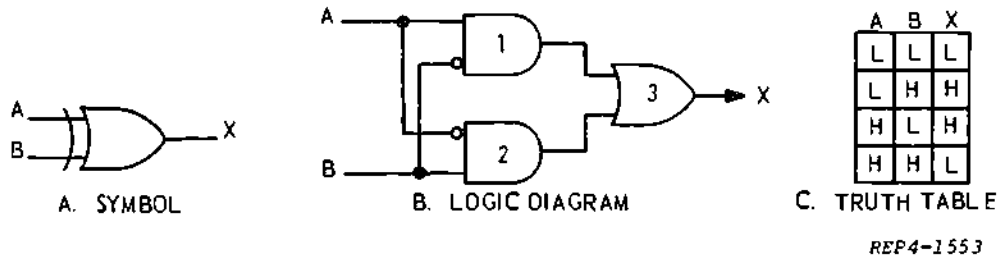 A
B
X
A. SYMBOL
A
B
1
2
3
X
B. LOGIC DIAGRAM
A B X
L L L
L H H
H L H
H H L
C. TRUTH TABLE
REP4-1553